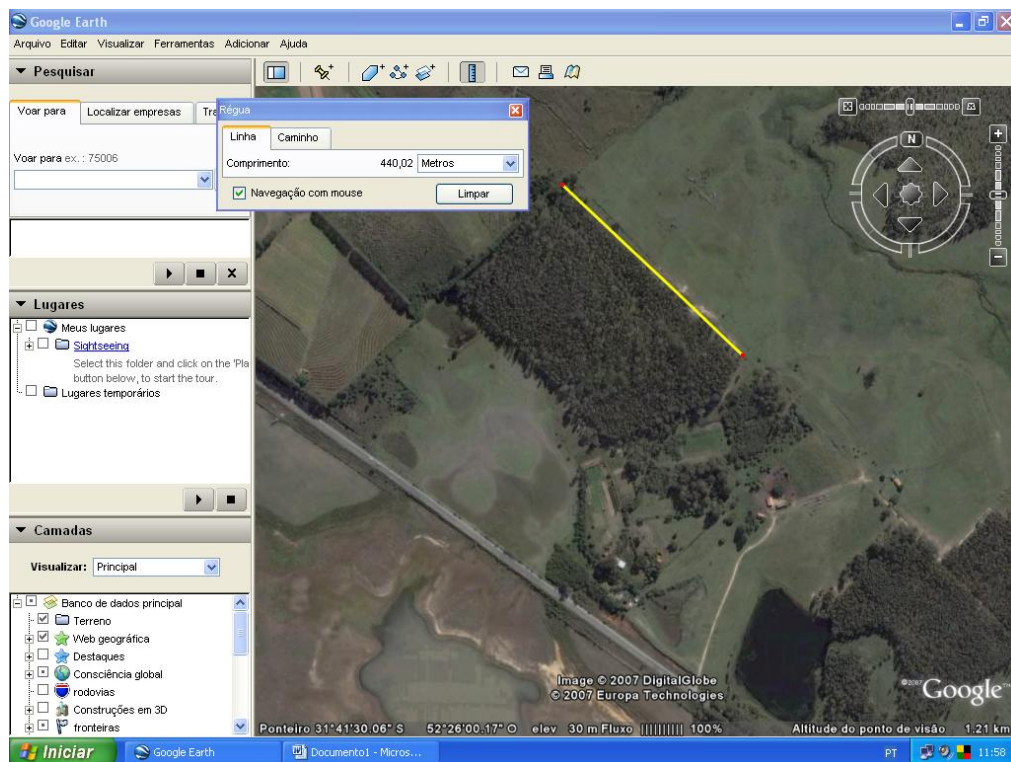 Google Earth
Arquivo Editar Visualizar Ferramentas Adicionar Ajuda
Pesquisar
Voar para Localizar empresas
Voar para ex. : 75006
Régua
Linha Caminho
Comprimento: 440,02 Metros
Navegação com mouse Limpar
N
Lugares
Meus lugares
Sightseeing
Select this folder and click on the 'Pla
button below, to start the tour.
Lugares temporários
Camadas
Visualizar: Principal
Banco de dados principal
Terreno
Web geográfica
Destaques
Consciência global
rodovias
Construções em 3D
fronteiras
Image © 2007 DigitalGlobe
© 2007 Europa Technologies
©2007 Google™
Ponteiro 31°41'30.06" S 52°26'00.17" O elev 30 m Fluxo |||||||||| 100% Altitude do ponto de visão 1.21 km
Iniciar Google Earth Documento1 - Micros... PT 11:58